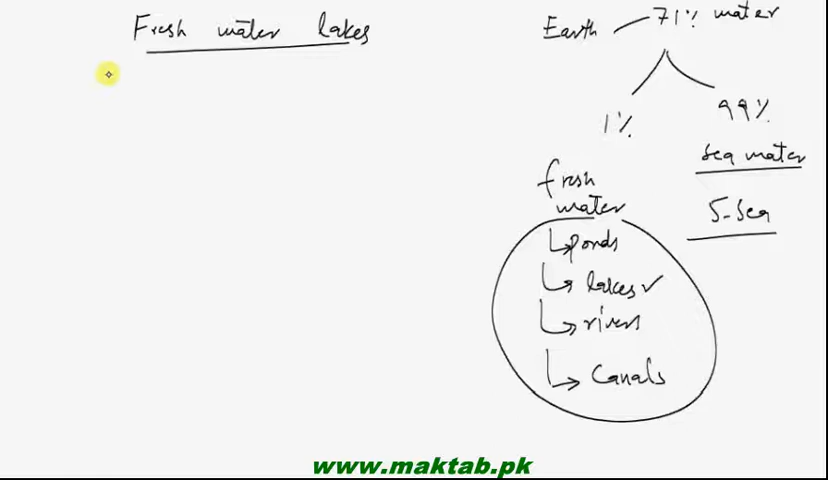 Fresh water lakes
Earth 71% water
1% 99%
fresh water
sea water
5-Sea
ponds
lakes ✓
rivers
Canals
www.maktab.pk